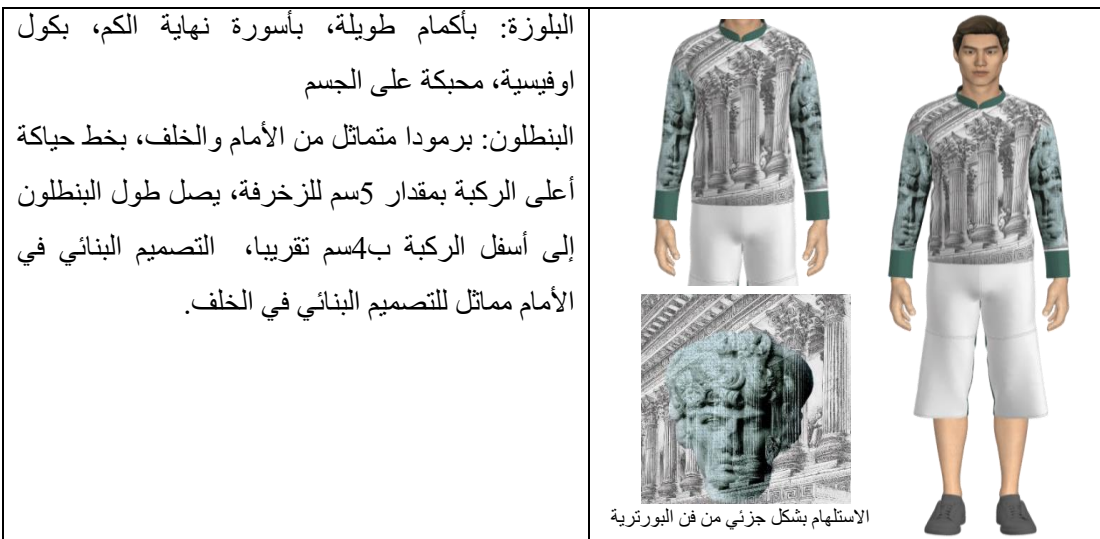 البلوزة: بأكمام طويلة، بأسورة نهاية الكم، بكول
اوفيسية، محبكة على الجسم
البنطلون: برمودا متماثل من الأمام والخلف، بخط حياكة
أعلى الركبة بمقدار 5سم للزخرفة، يصل طول البنطلون
إلى أسفل الركبة ب4سم تقريبا، التصميم البنائي في
الأمام مماثل للتصميم البنائي في الخلف.
الاستلهام بشكل جزئي من فن البورترية